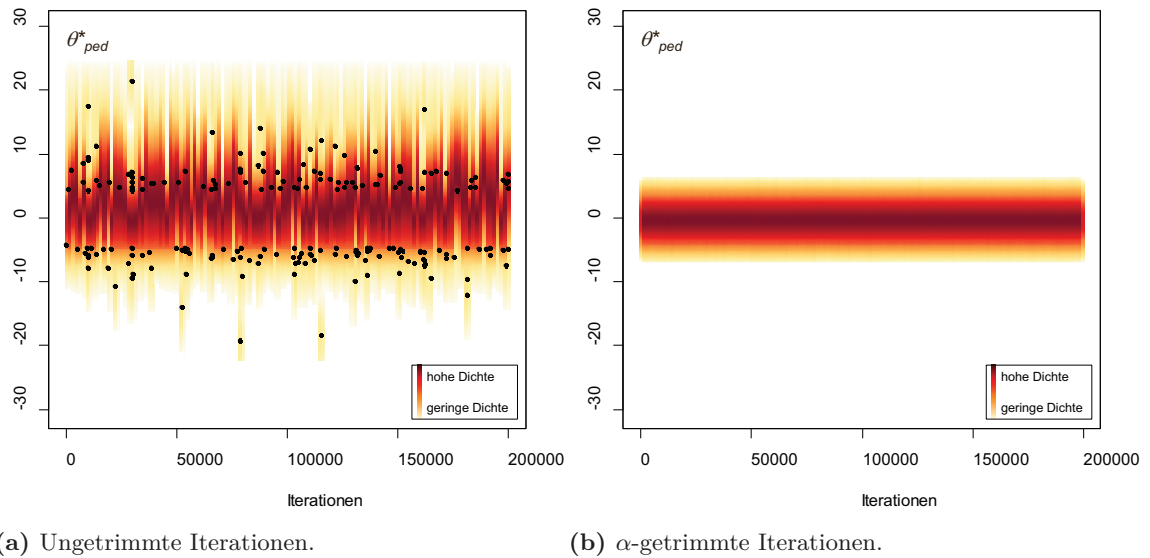 θ*ped
30
20
10
0
-10
-20
-30
hohe Dichte
geringe Dichte
0 50000 100000 150000 200000
Iterationen
(a) Ungetrimmte Iterationen.
θ*ped
30
20
10
0
-10
-20
-30
hohe Dichte
geringe Dichte
0 50000 100000 150000 200000
Iterationen
(b) α-getrimmte Iterationen.